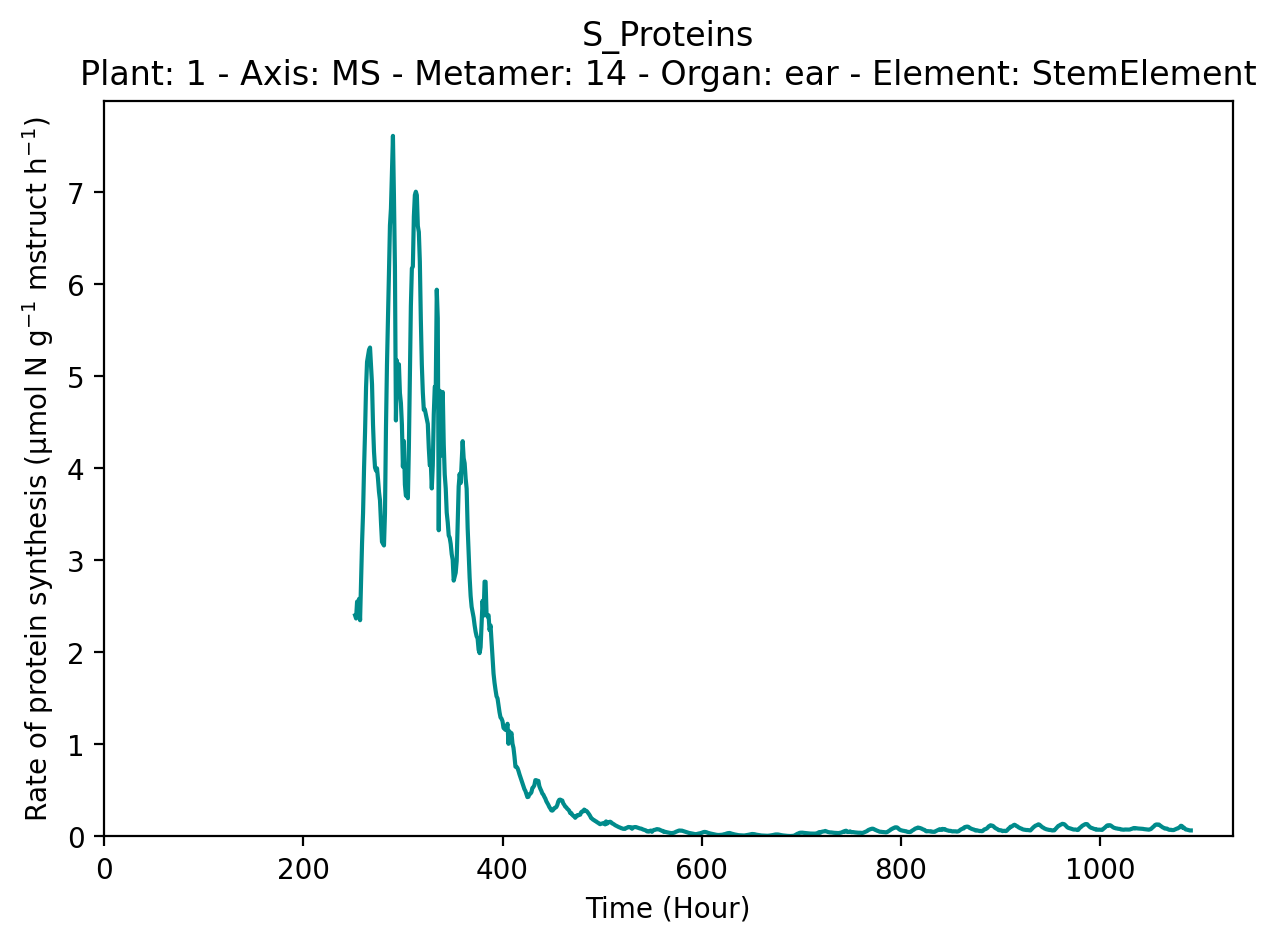 S_Proteins
Plant: 1 - Axis: MS - Metamer: 14 - Organ: ear - Element: StemElement
Rate of protein synthesis (µmol N g⁻¹ mstruct h⁻¹)
7
6
5
4
3
2
1
0
0 200 400 600 800 1000
Time (Hour)